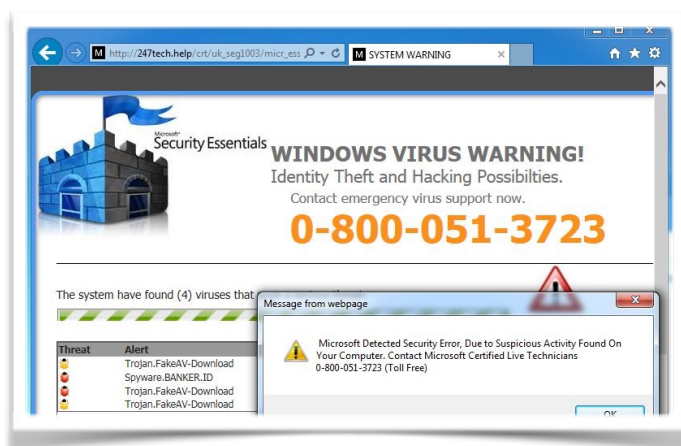 M http://247tech.help/crt/uk_seg1003/micr_ess
M SYSTEM WARNING
Microsoft
Security Essentials
WINDOWS VIRUS WARNING!
Identity Theft and Hacking Possibilties.
Contact emergency virus support now.
0-800-051-3723
The system have found (4) viruses that
Message from webpage
Microsoft Detected Security Error, Due to Suspicious Activity Found On
Your Computer. Contact Microsoft Certified Live Technicians
0-800-051-3723 (Toll Free)
Threat Alert
Trojan.FakeAV-Download
Spyware.BANKER.ID
Trojan.FakeAV-Download
Trojan.FakeAV-Download
OK